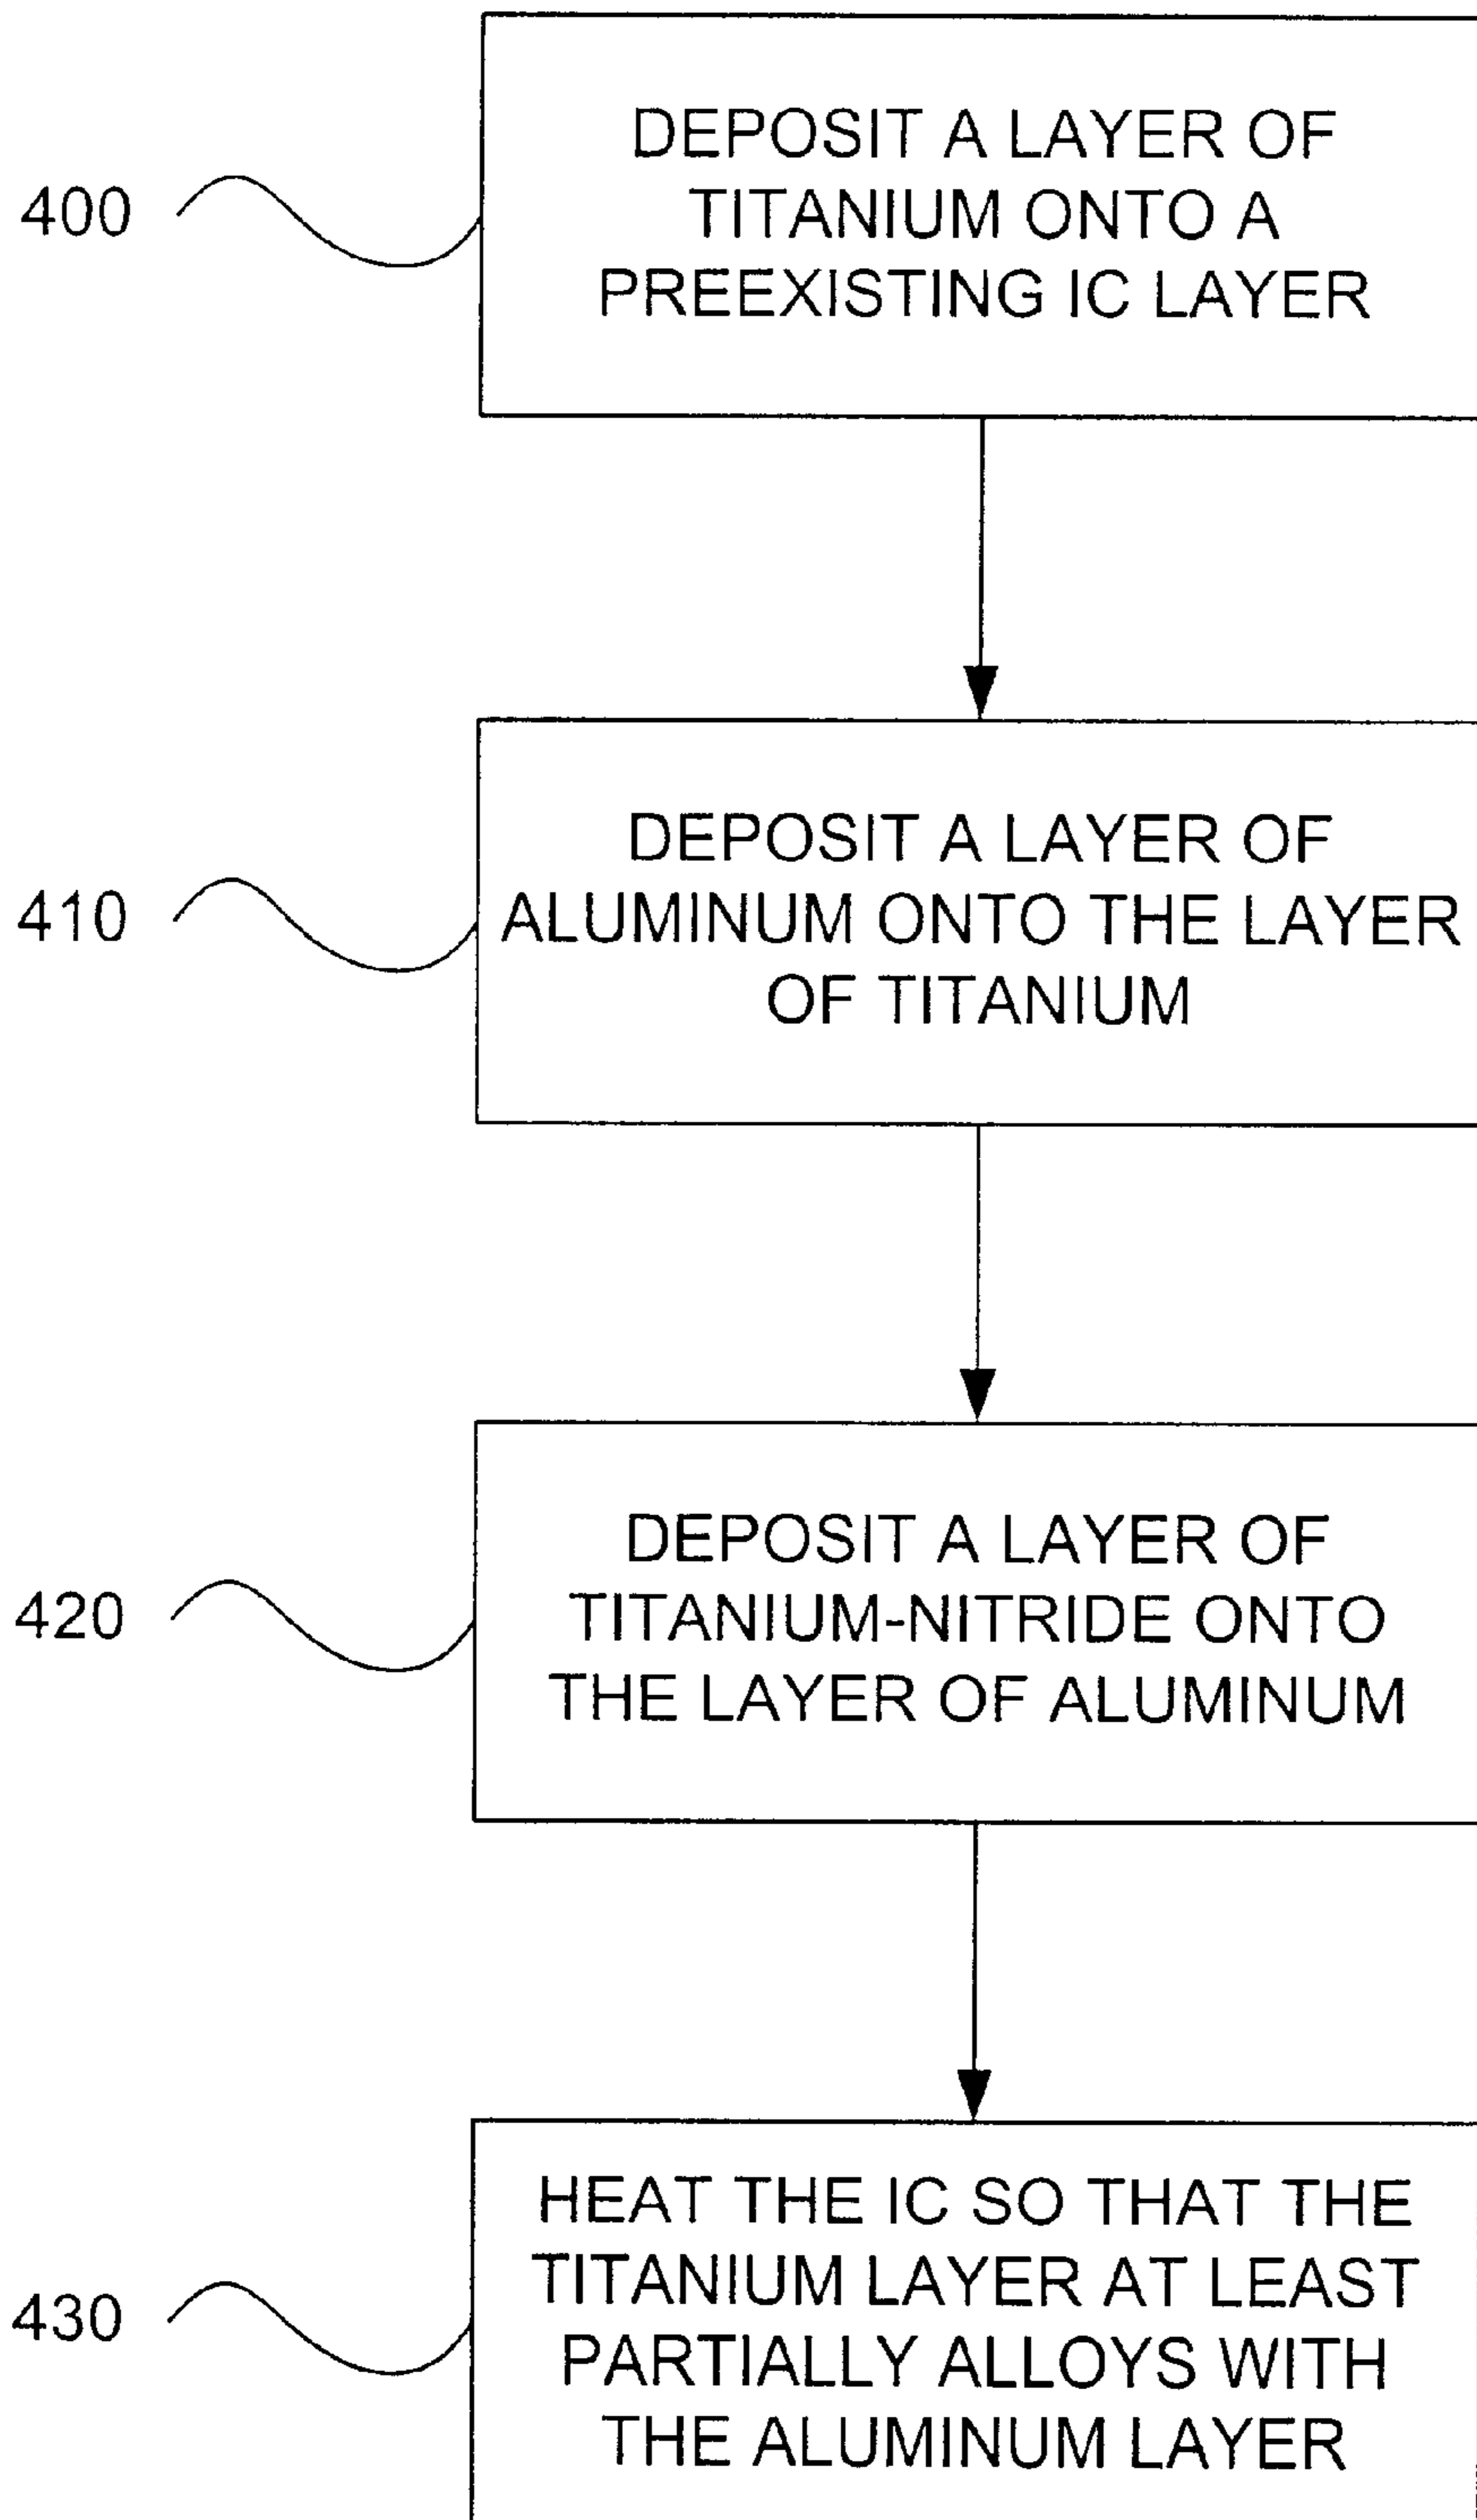 400
DEPOSIT A LAYER OF
TITANIUM ONTO A
PREEXISTING IC LAYER
410
DEPOSIT A LAYER OF
ALUMINUM ONTO THE LAYER
OF TITANIUM
420
DEPOSIT A LAYER OF
TITANIUM-NITRIDE ONTO
THE LAYER OF ALUMINUM
430
HEAT THE IC SO THAT THE
TITANIUM LAYER AT LEAST
PARTIALLY ALLOYS WITH
THE ALUMINUM LAYER